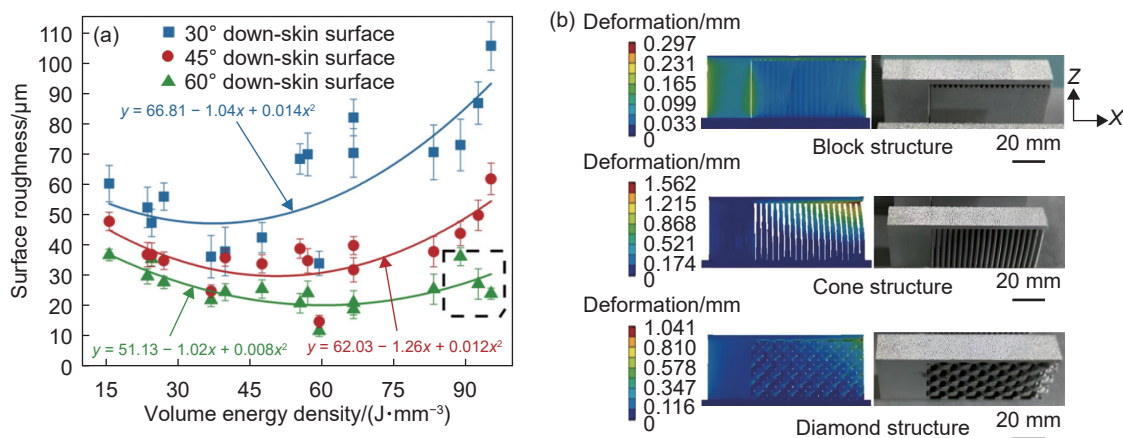 (a)
30° down-skin surface
45° down-skin surface
60° down-skin surface
y = 66.81 − 1.04x + 0.014x²
y = 51.13 − 1.02x + 0.008x²
y = 62.03 − 1.26x + 0.012x²
Surface roughness/μm
110
100
90
80
70
60
50
40
30
20
10
0
15
30
45
60
75
90
Volume energy density/(J·mm⁻³)
(b)
Deformation/mm
0.297
0.231
0.165
0.099
0.033
0
Z
X
Block structure
20 mm
Deformation/mm
1.562
1.215
0.868
0.521
0.174
0
Cone structure
20 mm
Deformation/mm
1.041
0.810
0.578
0.347
0.116
0
Diamond structure
20 mm